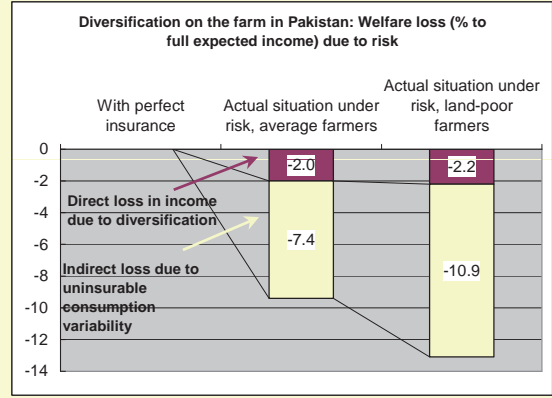 Diversification on the farm in Pakistan: Welfare loss (% to
full expected income) due to risk
With perfect
insurance
Actual situation under
risk, average farmers
Actual situation under
risk, land-poor
farmers
0
-2
-4
-6
-8
-10
-12
-14
-2.0
-2.2
Direct loss in income
due to diversification
-7.4
-10.9
Indirect loss due to
uninsurable
consumption
variability